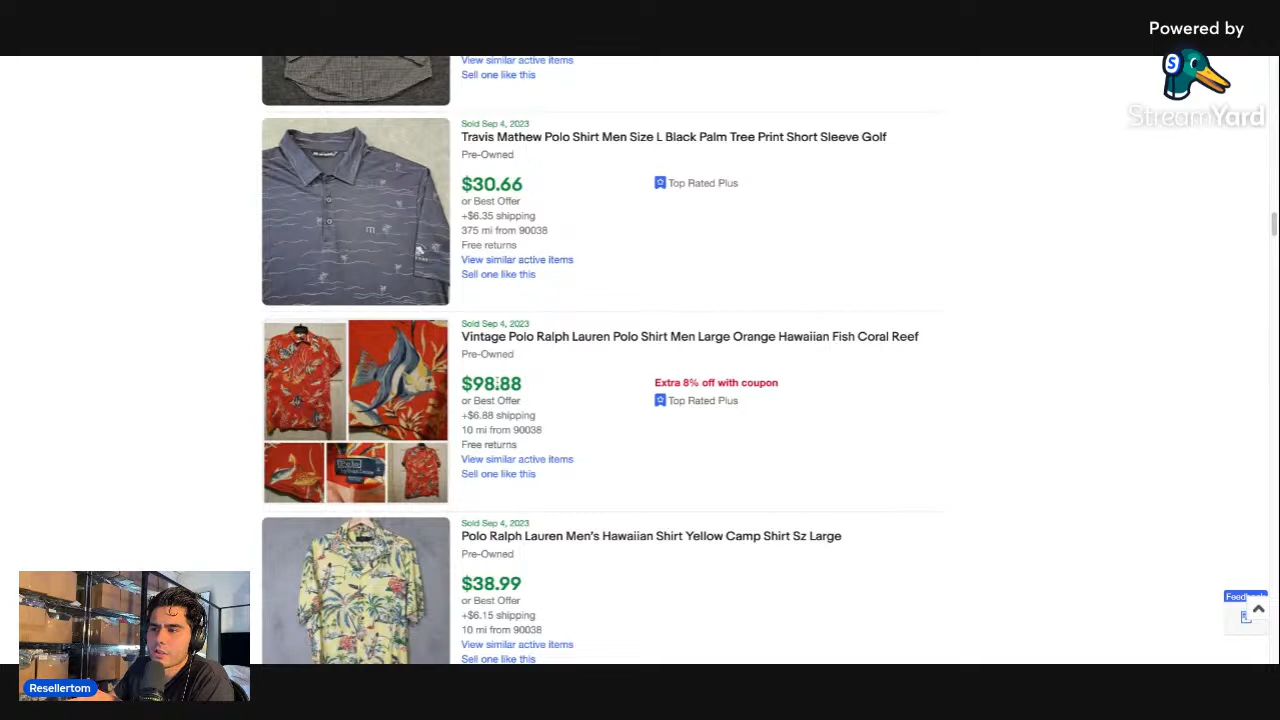 Powered by
StreamYard
View similar active items
Sell one like this
Sold Sep 4, 2023
Travis Mathew Polo Shirt Men Size L Black Palm Tree Print Short Sleeve Golf
Pre-Owned
$30.66
Top Rated Plus
or Best Offer
+$6.35 shipping
375 mi from 90038
Free returns
View similar active items
Sell one like this
Sold Sep 4, 2023
Vintage Polo Ralph Lauren Polo Shirt Men Large Orange Hawaiian Fish Coral Reef
Pre-Owned
$98.88
Extra 8% off with coupon
or Best Offer
Top Rated Plus
+$6.88 shipping
10 mi from 90038
Free returns
View similar active items
Sell one like this
Polo
Sold Sep 4, 2023
Polo Ralph Lauren Men's Hawaiian Shirt Yellow Camp Shirt Sz Large
Pre-Owned
$38.99
or Best Offer
+$6.15 shipping
10 mi from 90038
View similar active items
Sell one like this
Feedback
Resellertom